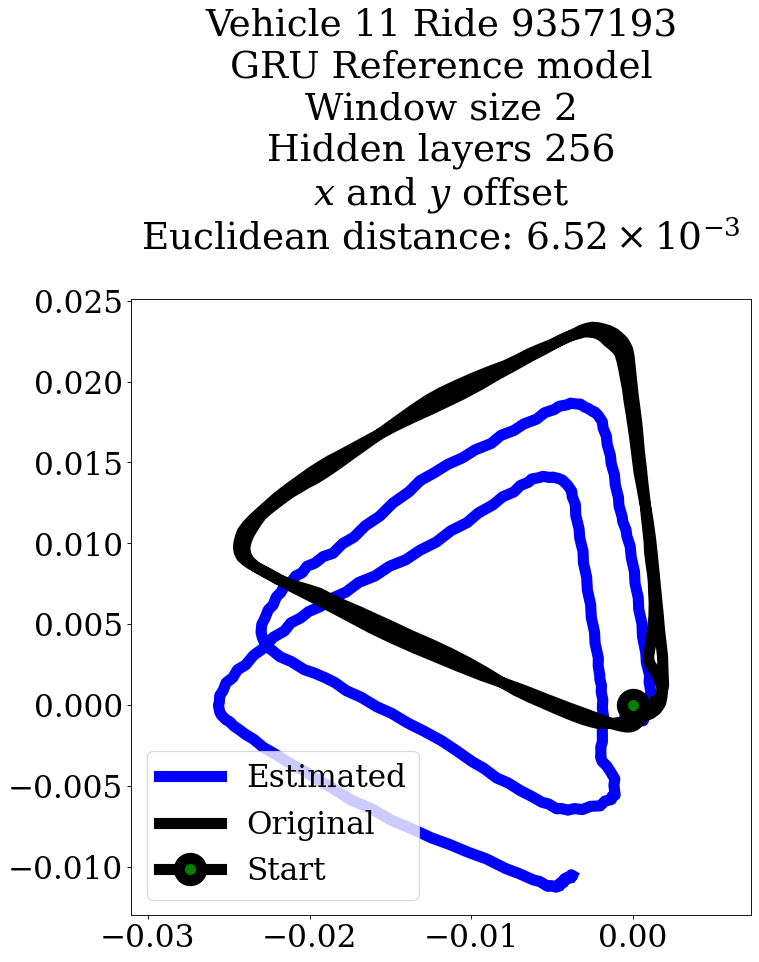 Vehicle 11 Ride 9357193
GRU Reference model
Window size 2
Hidden layers 256
x and y offset
Euclidean distance: 6.52 × 10⁻³
0.025
0.020
0.015
0.010
0.005
0.000
−0.005
−0.010
Estimated
Original
Start
−0.03 −0.02 −0.01 0.00